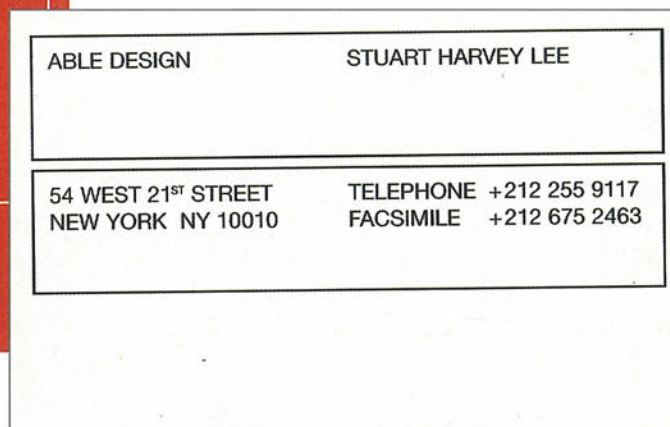 ABLE DESIGN STUART HARVEY LEE
54 WEST 21ST STREET TELEPHONE +212 255 9117
NEW YORK NY 10010 FACSIMILE +212 675 2463